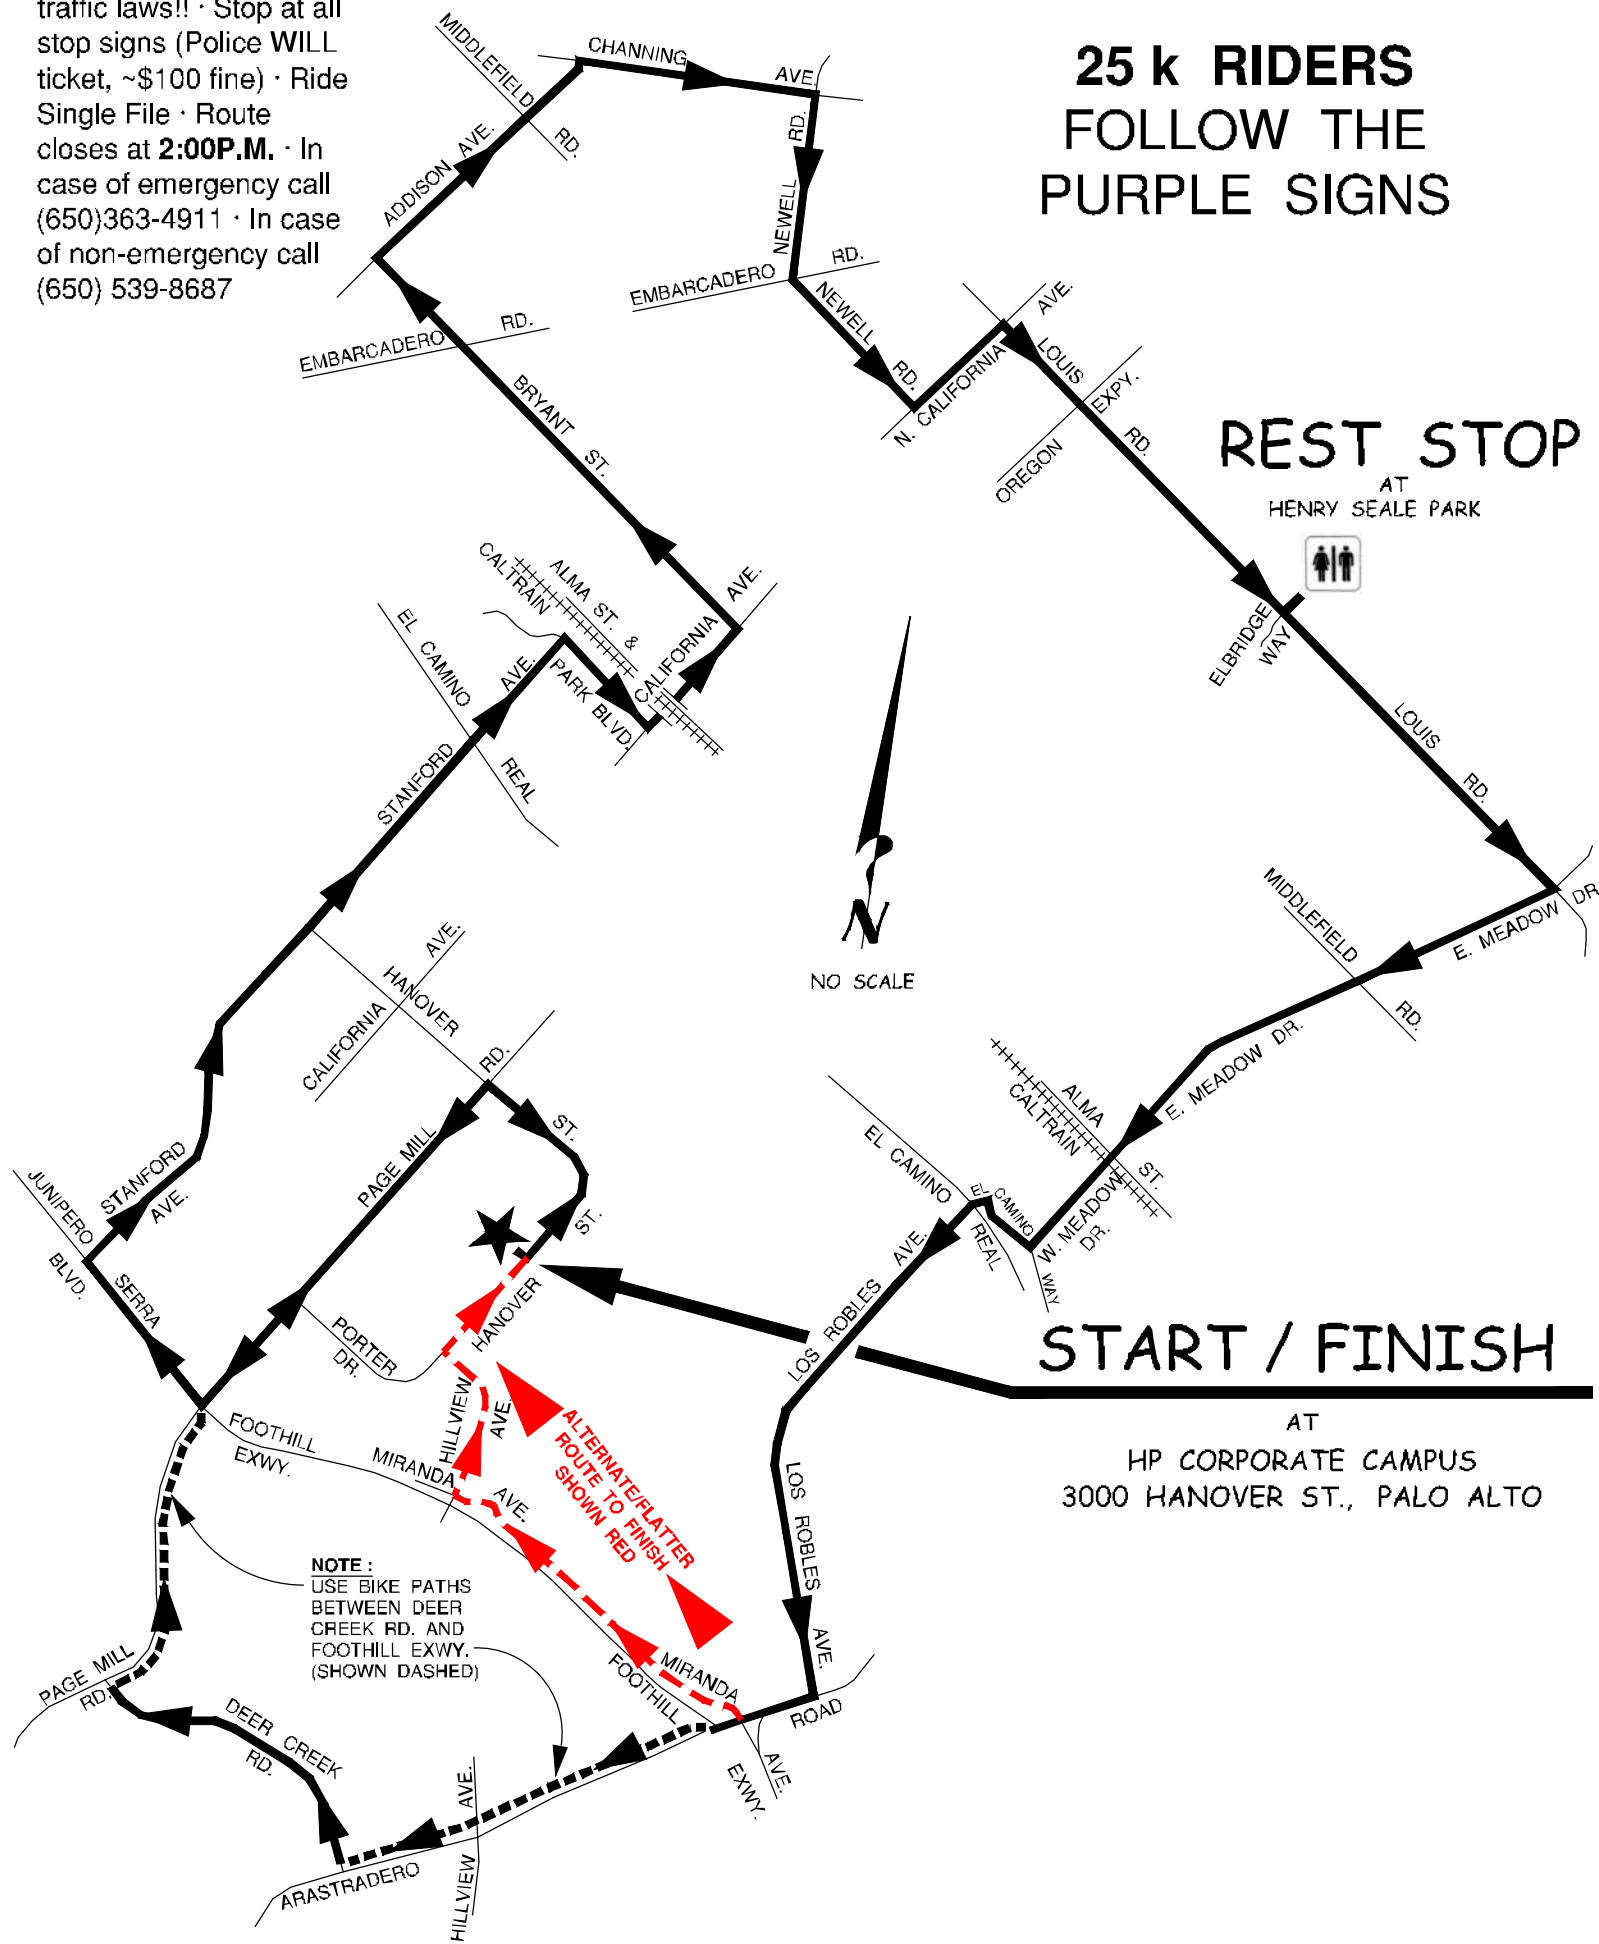 traffic laws!! · Stop at all
stop signs (Police WILL
ticket, ~$100 fine) · Ride
Single File · Route
closes at 2:00P.M. · In
case of emergency call
(650)363-4911 · In case
of non-emergency call
(650) 539-8687
25 k RIDERS
FOLLOW THE
PURPLE SIGNS
MIDDLEFIELD RD.
CHANNING AVE.
ADDISON AVE.
NEWELL RD.
EMBARCADERO RD.
EMBARCADERO RD.
NEWELL RD.
N. CALIFORNIA AVE.
LOUIS RD.
OREGON EXPY.
BRYANT ST.
REST STOP
AT
HENRY SEALE PARK
ELBRIDGE WAY
CALTRAIN
ALMA ST. &
CALIFORNIA AVE.
PARK BLVD.
EL CAMINO REAL
STANFORD AVE.
LOUIS RD.
N
NO SCALE
MIDDLEFIELD RD.
E. MEADOW DR
E. MEADOW DR.
CALIFORNIA AVE.
HANOVER ST.
PAGE MILL RD.
ALMA ST.
CALTRAIN
W. MEADOW DR.
EL CAMINO REAL
EL CAMINO WAY
LOS ROBLES AVE.
JUNIPERO SERRA BLVD.
STANFORD AVE.
HANOVER ST.
PORTER DR.
START / FINISH
AT
HP CORPORATE CAMPUS
3000 HANOVER ST., PALO ALTO
FOOTHILL EXWY.
HILLVIEW AVE.
MIRANDA AVE.
ALTERNATE/FLATTER
ROUTE TO FINISH
SHOWN RED
LOS ROBLES AVE.
NOTE :
USE BIKE PATHS
BETWEEN DEER
CREEK RD. AND
FOOTHILL EXWY.
(SHOWN DASHED)
PAGE MILL RD.
DEER CREEK RD.
MIRANDA AVE.
FOOTHILL EXWY.
ARASTRADERO ROAD
HILLVIEW AVE.